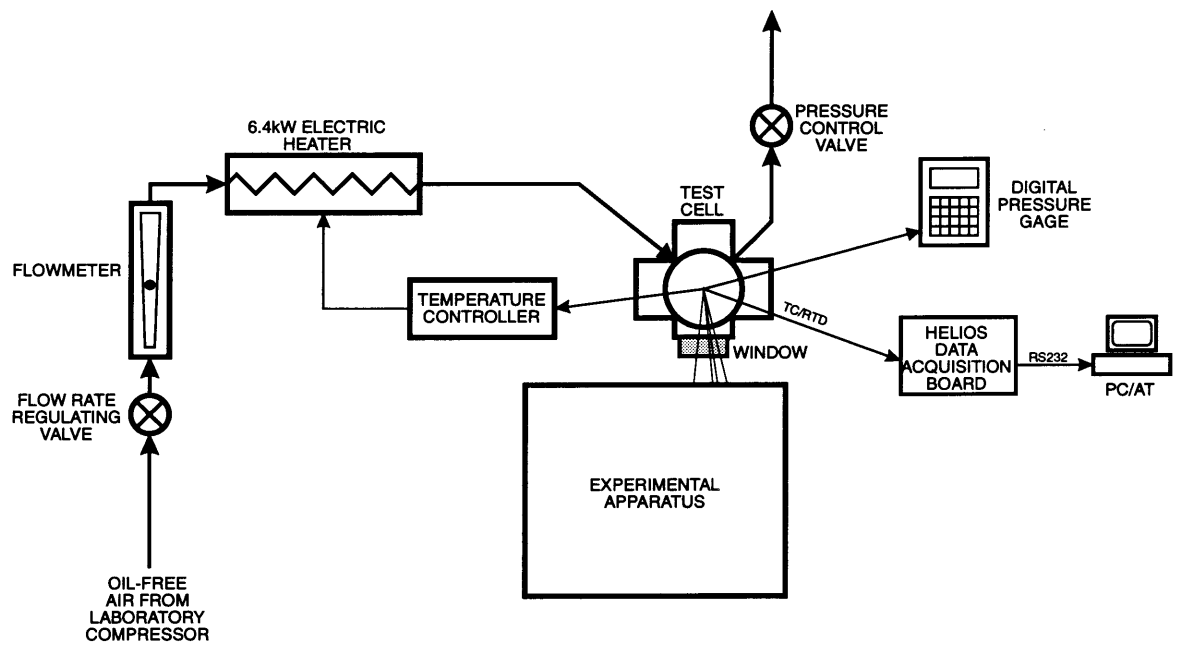 6.4kW ELECTRIC
HEATER
PRESSURE
CONTROL
VALVE
TEST
CELL
DIGITAL
PRESSURE
GAGE
FLOWMETER
TEMPERATURE
CONTROLLER
TC/RTD
WINDOW
HELIOS
DATA
ACQUISITION
BOARD
RS232
PC/AT
FLOW RATE
REGULATING
VALVE
EXPERIMENTAL
APPARATUS
OIL-FREE
AIR FROM
LABORATORY
COMPRESSOR